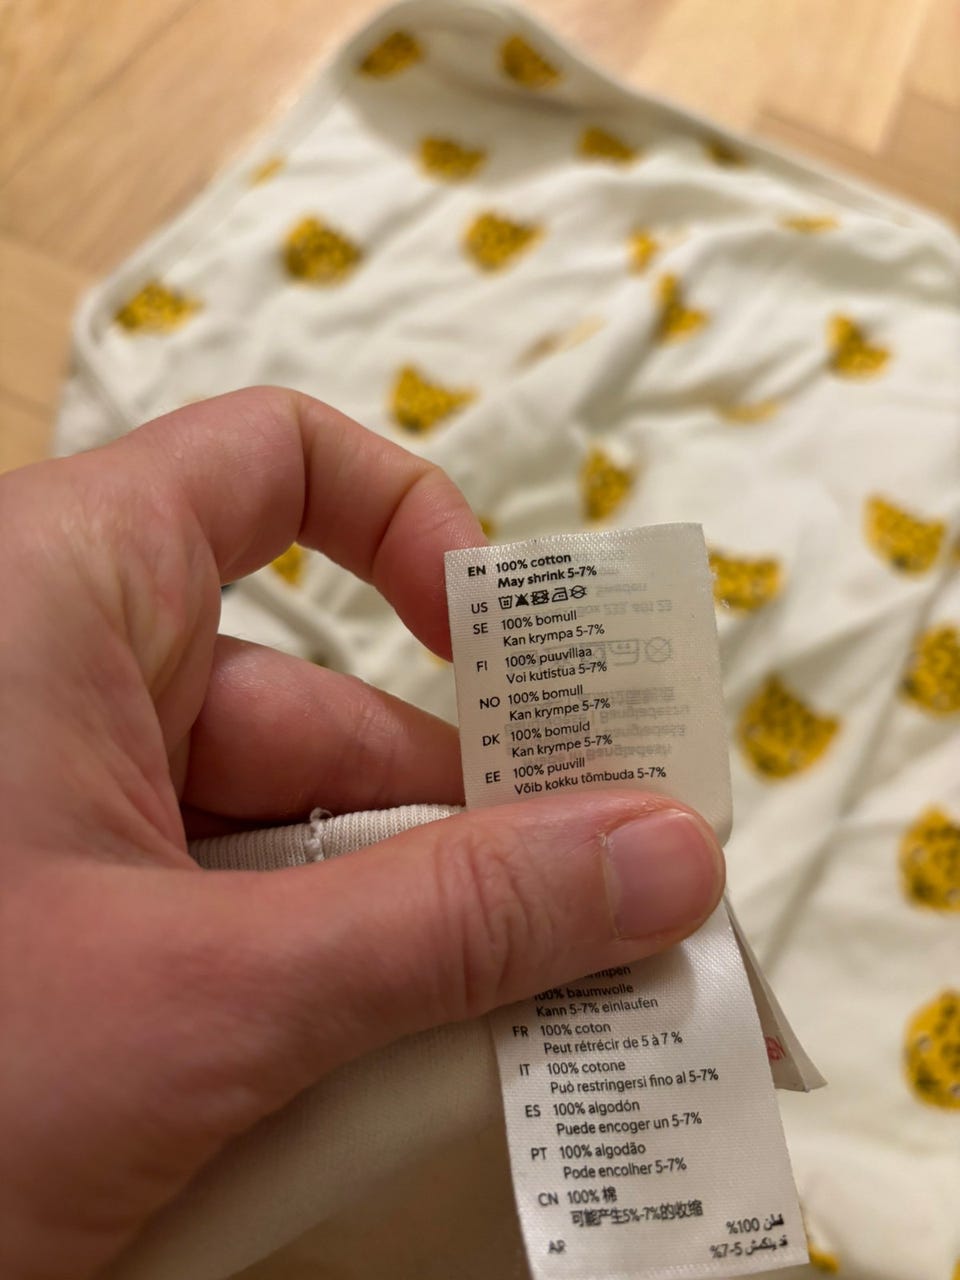 EN 100% cotton
May shrink 5-7%
US
SE 100% bomull
Kan krympa 5-7%
FI 100% puuvillaa
Voi kutistua 5-7%
NO 100% bomull
Kan krympe 5-7%
DK 100% bomuld
Kan krympe 5-7%
EE 100% puuvill
Võib kokku tõmbuda 5-7%
100% baumwolle
Kann 5-7% einlaufen
FR 100% coton
Peut rétrécir de 5 à 7 %
IT 100% cotone
Può restringersi fino al 5-7%
ES 100% algodón
Puede encoger un 5-7%
PT 100% algodão
Pode encolher 5-7%
CN 100% 棉
可能产生5%-7%的收缩
AR قطن 100%
قد ينكمش 5-7%